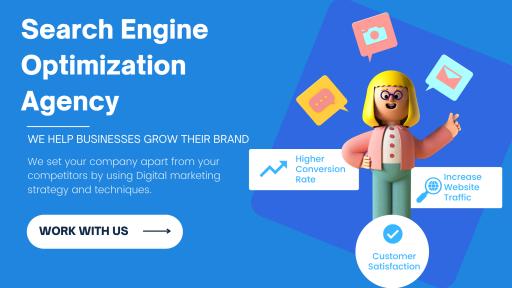 Search Engine
Optimization
Agency
WE HELP BUSINESSES GROW THEIR BRAND
We set your company apart from your
competitors by using Digital marketing
strategy and techniques.
WORK WITH US
Higher
Conversion
Rate
Increase
Website
Traffic
Customer
Satisfaction